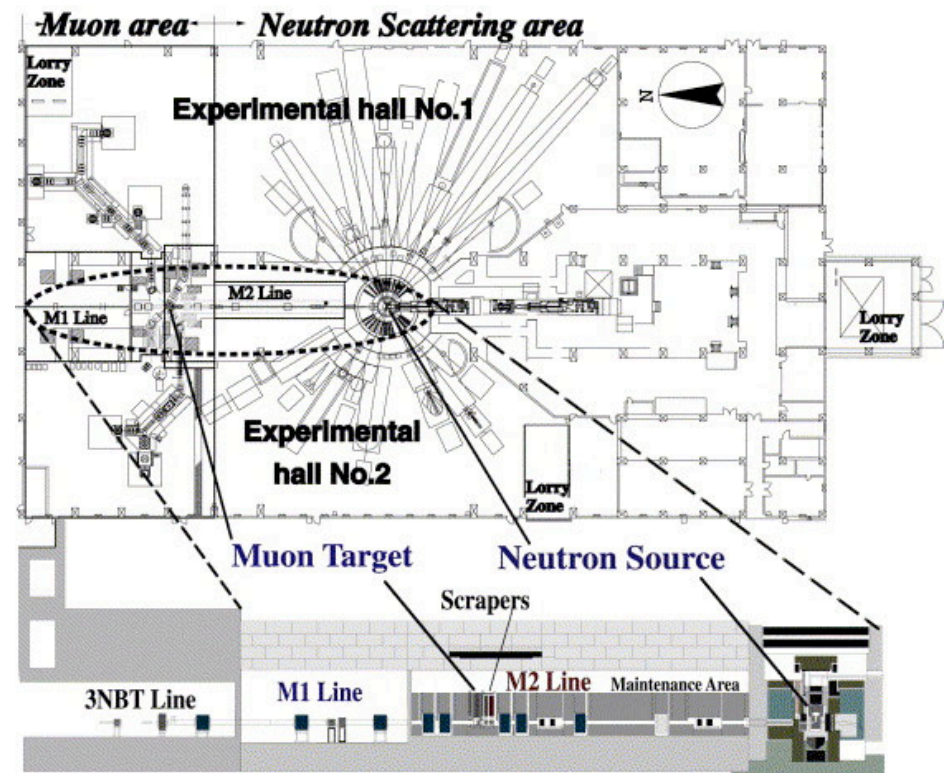 Muon area
Neutron Scattering area
Lorry
Zone
Experimental hall No.1
N
M2 Line
M1 Line
Lorry
Zone
Experimental
hall No.2
Lorry
Zone
Muon Target
Neutron Source
Scrapers
3NBT Line
M1 Line
M2 Line
Maintenance Area